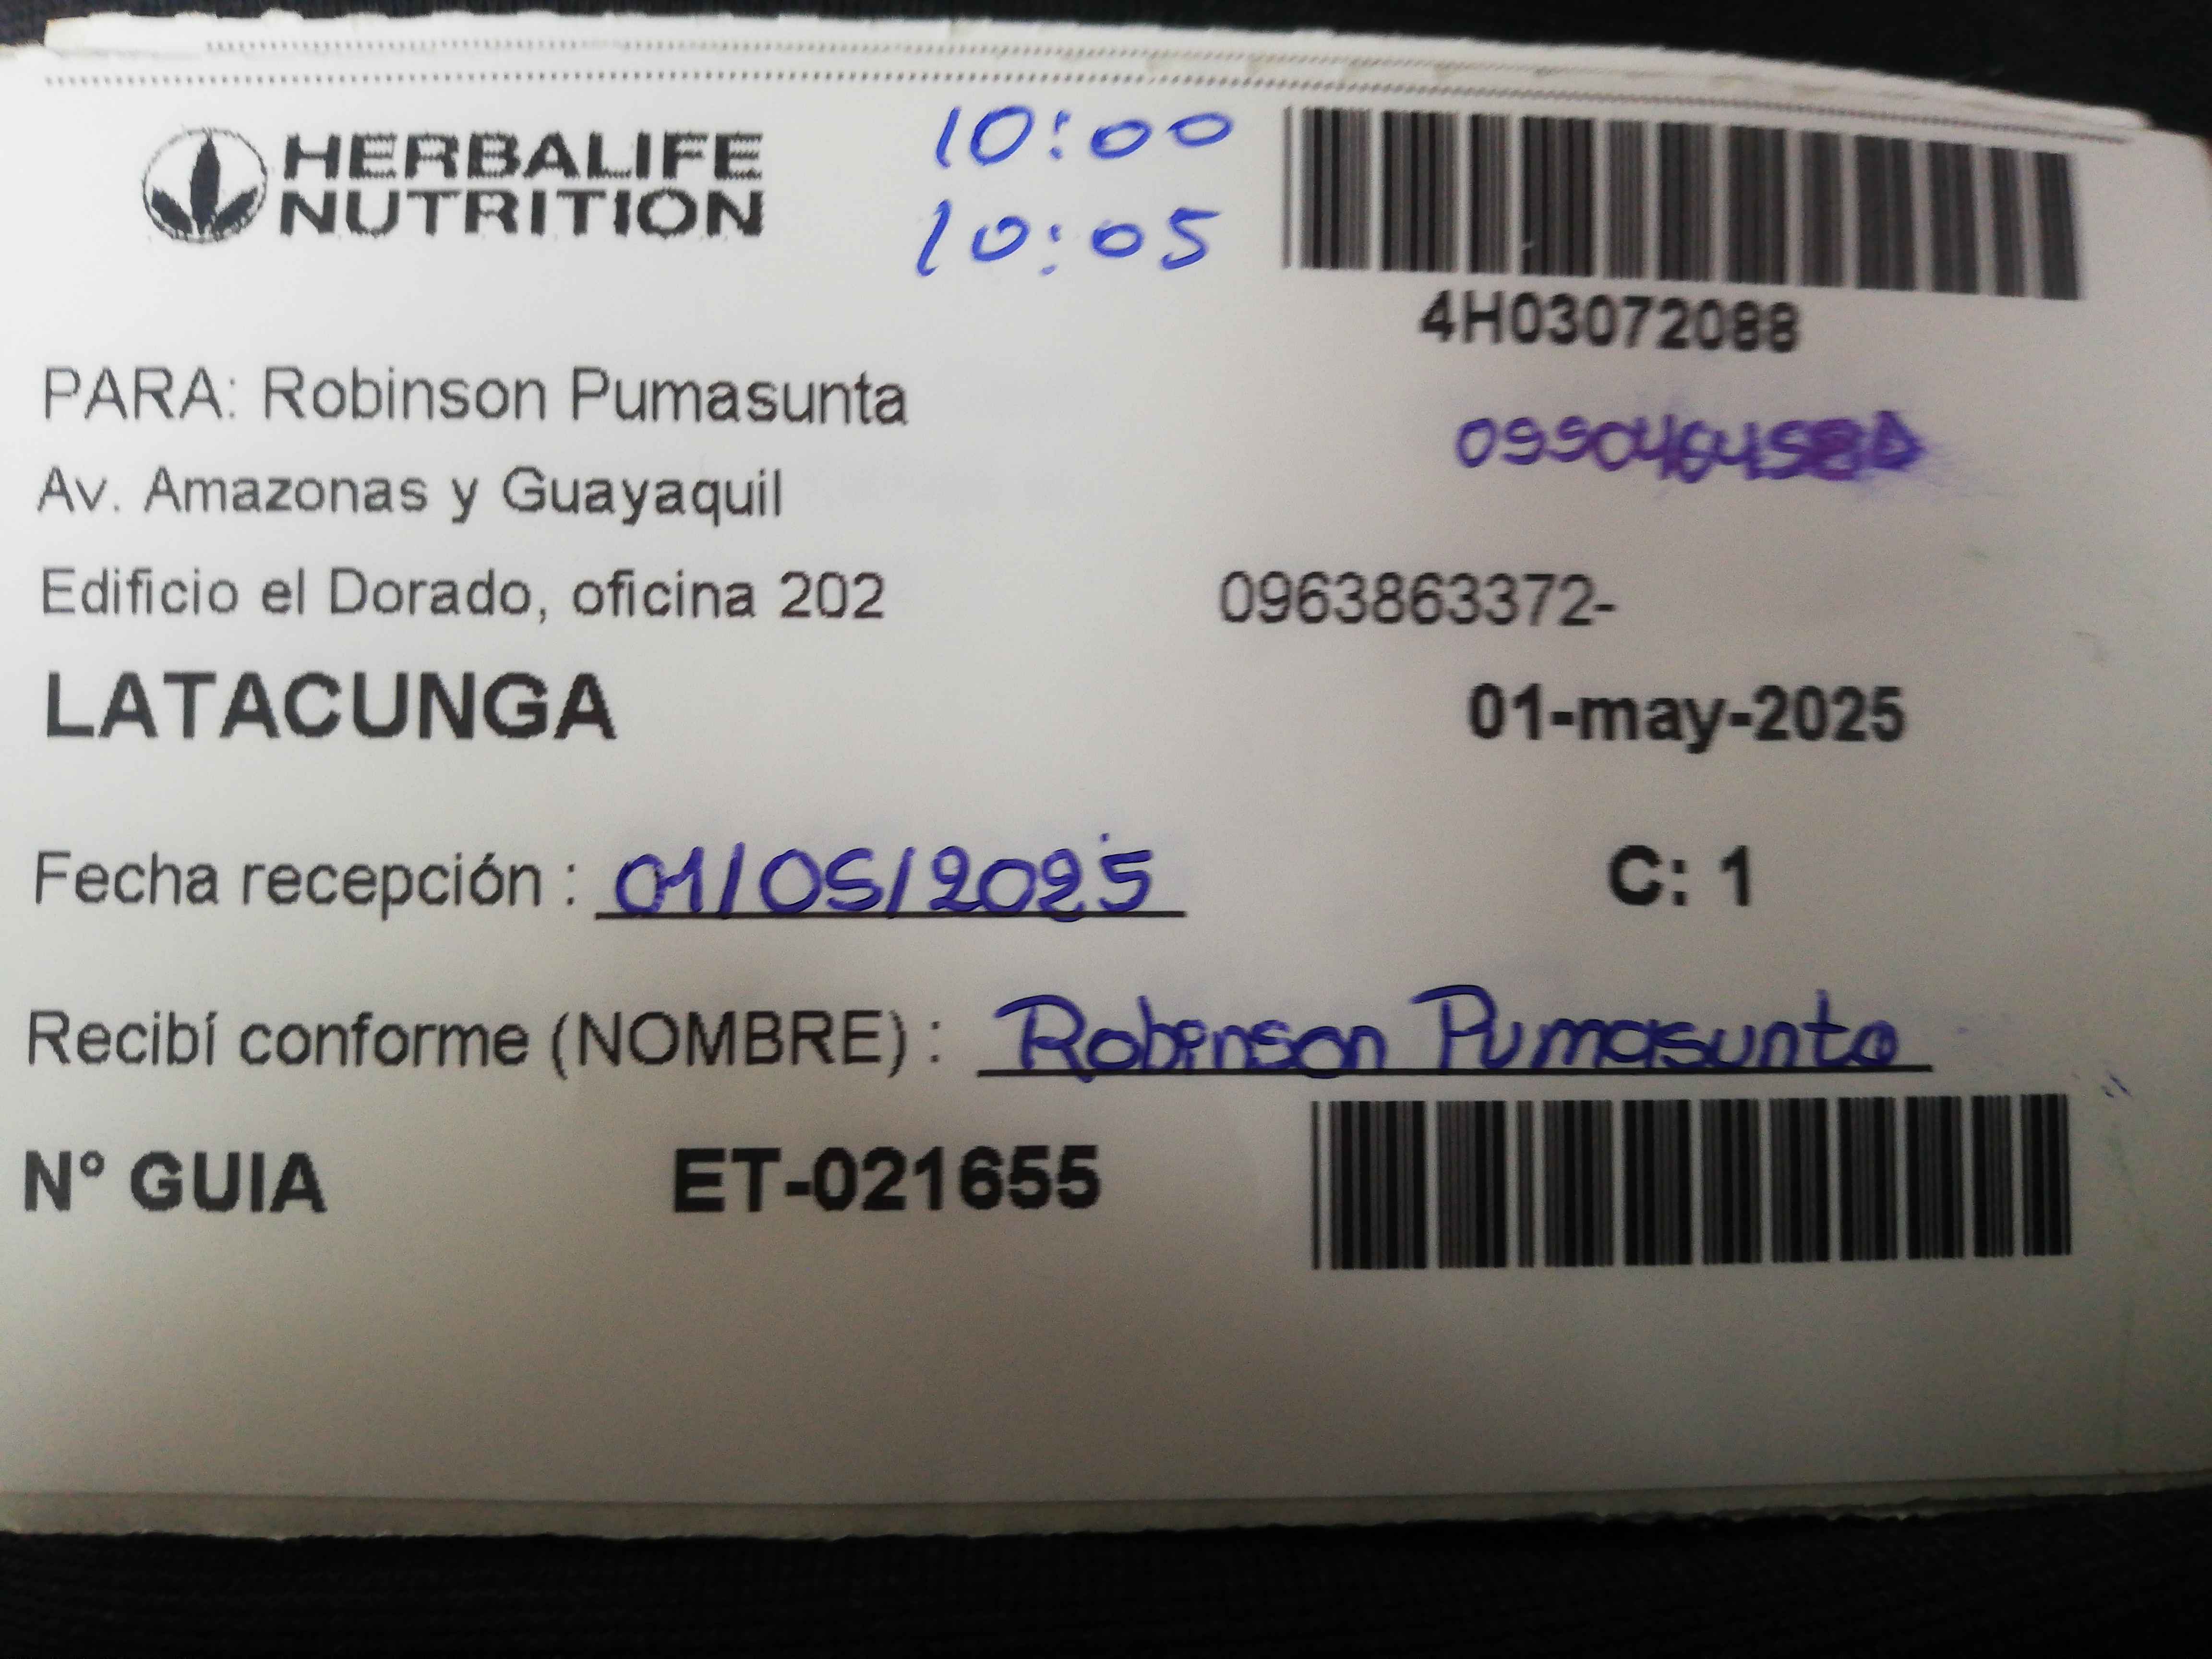 HERBALIFE
NUTRITION
10:00
10:05
4H03072088
PARA: Robinson Pumasunta
Av. Amazonas y Guayaquil
Edificio el Dorado, oficina 202
0963863372-
LATACUNGA
01-may-2025
Fecha recepción : 01/05/2025
C: 1
Recibí conforme (NOMBRE) : Robinson Pumasunta
N° GUIA ET-021655